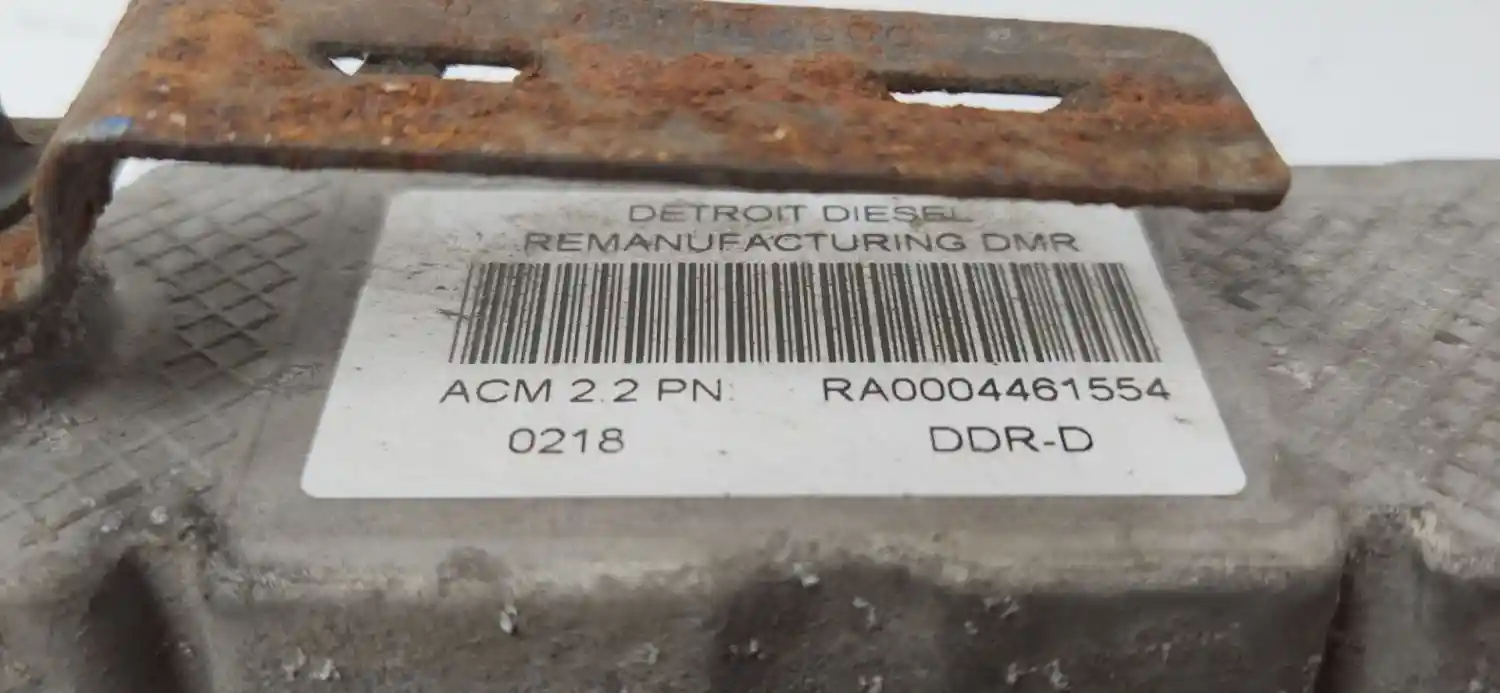 DETROIT DIESEL
REMANUFACTURING DMR
ACM 2.2 PN: RA0004461554
0218 DDR-D